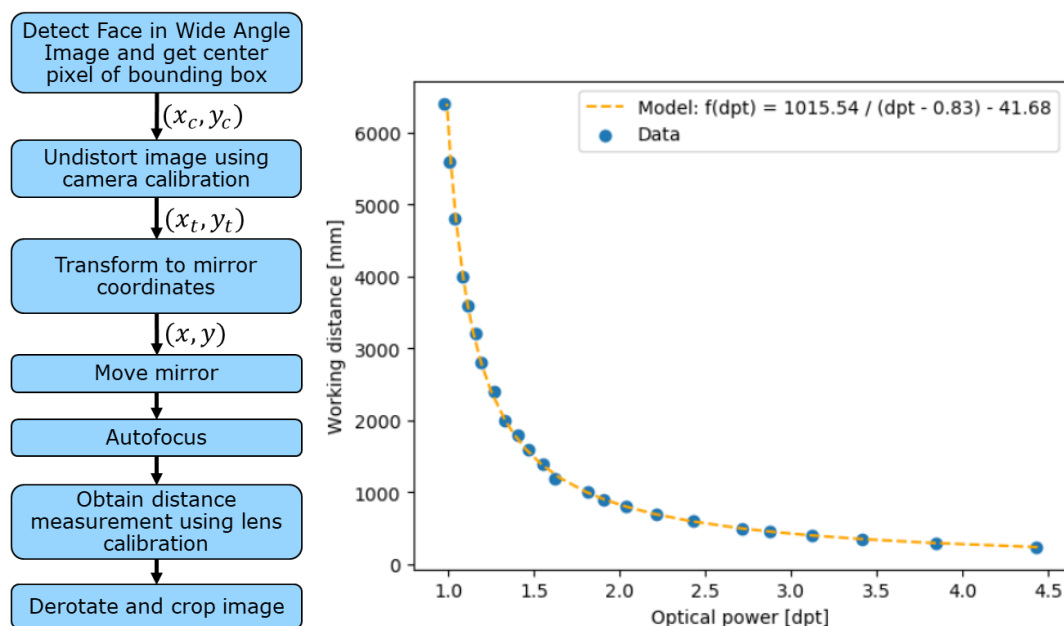 Detect Face in Wide Angle
Image and get center
pixel of bounding box
(x_c, y_c)
Undistort image using
camera calibration
(x_t, y_t)
Transform to mirror
coordinates
(x, y)
Move mirror
Autofocus
Obtain distance
measurement using lens
calibration
Derotate and crop image
Model: f(dpt) = 1015.54 / (dpt - 0.83) - 41.68
Data
Working distance [mm]
6000
5000
4000
3000
2000
1000
0
1.0 1.5 2.0 2.5 3.0 3.5 4.0 4.5
Optical power [dpt]